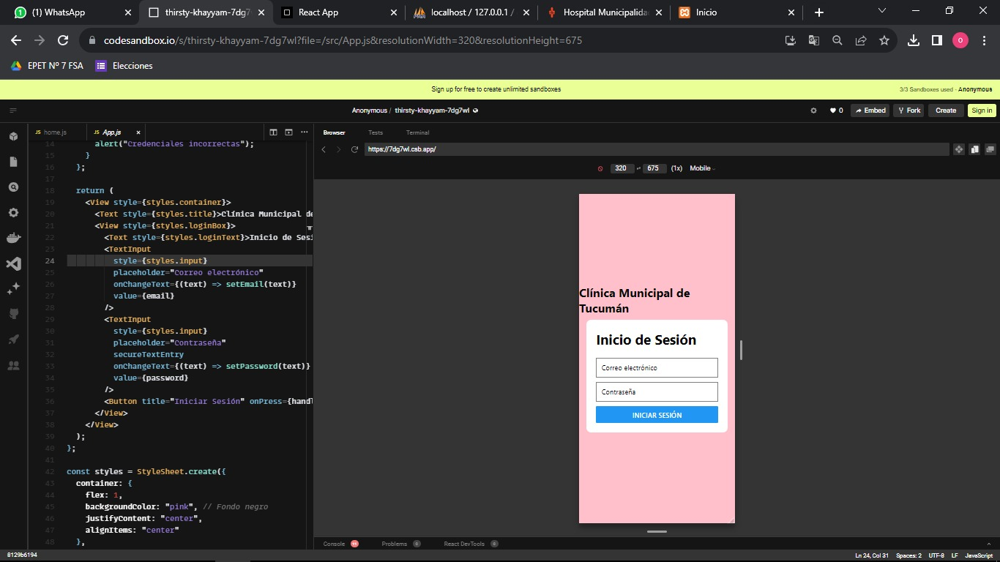 (1) WhatsApp
thirsty-khayyam-7dg7
React App
localhost / 127.0.0.1 /
Hospital Municipalida
Inicio
codesandbox.io/s/thirsty-khayyam-7dg7wl?file=/src/App.js&resolutionWidth=320&resolutionHeight=675
O
EPET Nº 7 FSA
Elecciones
Sign up for free to create unlimited sandboxes
3/3 Sandboxes used - Anonymous
Anonymous / thirsty-khayyam-7dg7wl
0
Embed
Fork
Create
Sign in
JS home.js
JS App.js
14 alert("Credenciales incorrectas");
15 }
16 };
17
18 return (
19 <View style={styles.container}>
20 <Text style={styles.title}>Clínica Municipal de
21 <View style={styles.loginBox}>
22 <Text style={styles.loginText}>Inicio de Sesi
23 <TextInput
24 style={styles.input}
25 placeholder="Correo electrónico"
26 onChangeText={(text) => setEmail(text)}
27 value={email}
28 />
29 <TextInput
30 style={styles.input}
31 placeholder="Contraseña"
32 secureTextEntry
33 onChangeText={(text) => setPassword(text)}
34 value={password}
35 />
36 <Button title="Iniciar Sesión" onPress={handl
37 </View>
38 </View>
39 );
40 };
41
42 const styles = StyleSheet.create({
43 container: {
44 flex: 1,
45 backgroundColor: "pink", // Fondo negro
46 justifyContent: "center",
47 alignItems: "center"
48 },
Browser
Tests
Terminal
https://7dg7wl.csb.app/
320
675
(1x)
Mobile
Clínica Municipal de
Tucumán
Inicio de Sesión
Correo electrónico
Contraseña
INICIAR SESIÓN
Console 11
Problems 0
React DevTools 0
8129b6194
Ln 24, Col 31
Spaces: 2
UTF-8
LF
JavaScript